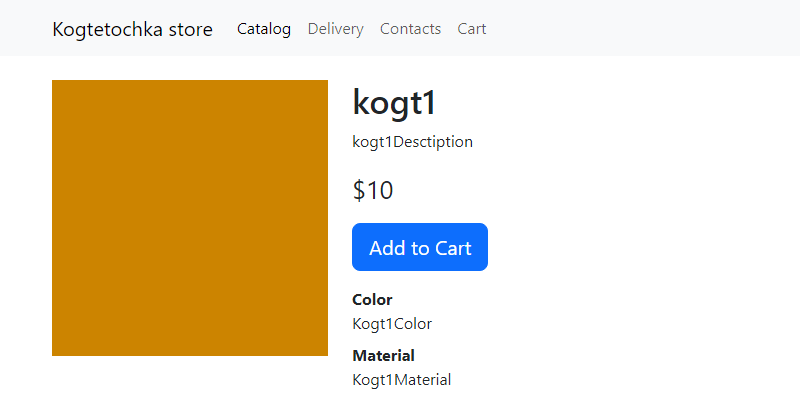 Kogtetochka store Catalog Delivery Contacts Cart
kogt1
kogt1Desctiption
$10
Add to Cart
Color
Kogt1Color
Material
Kogt1Material